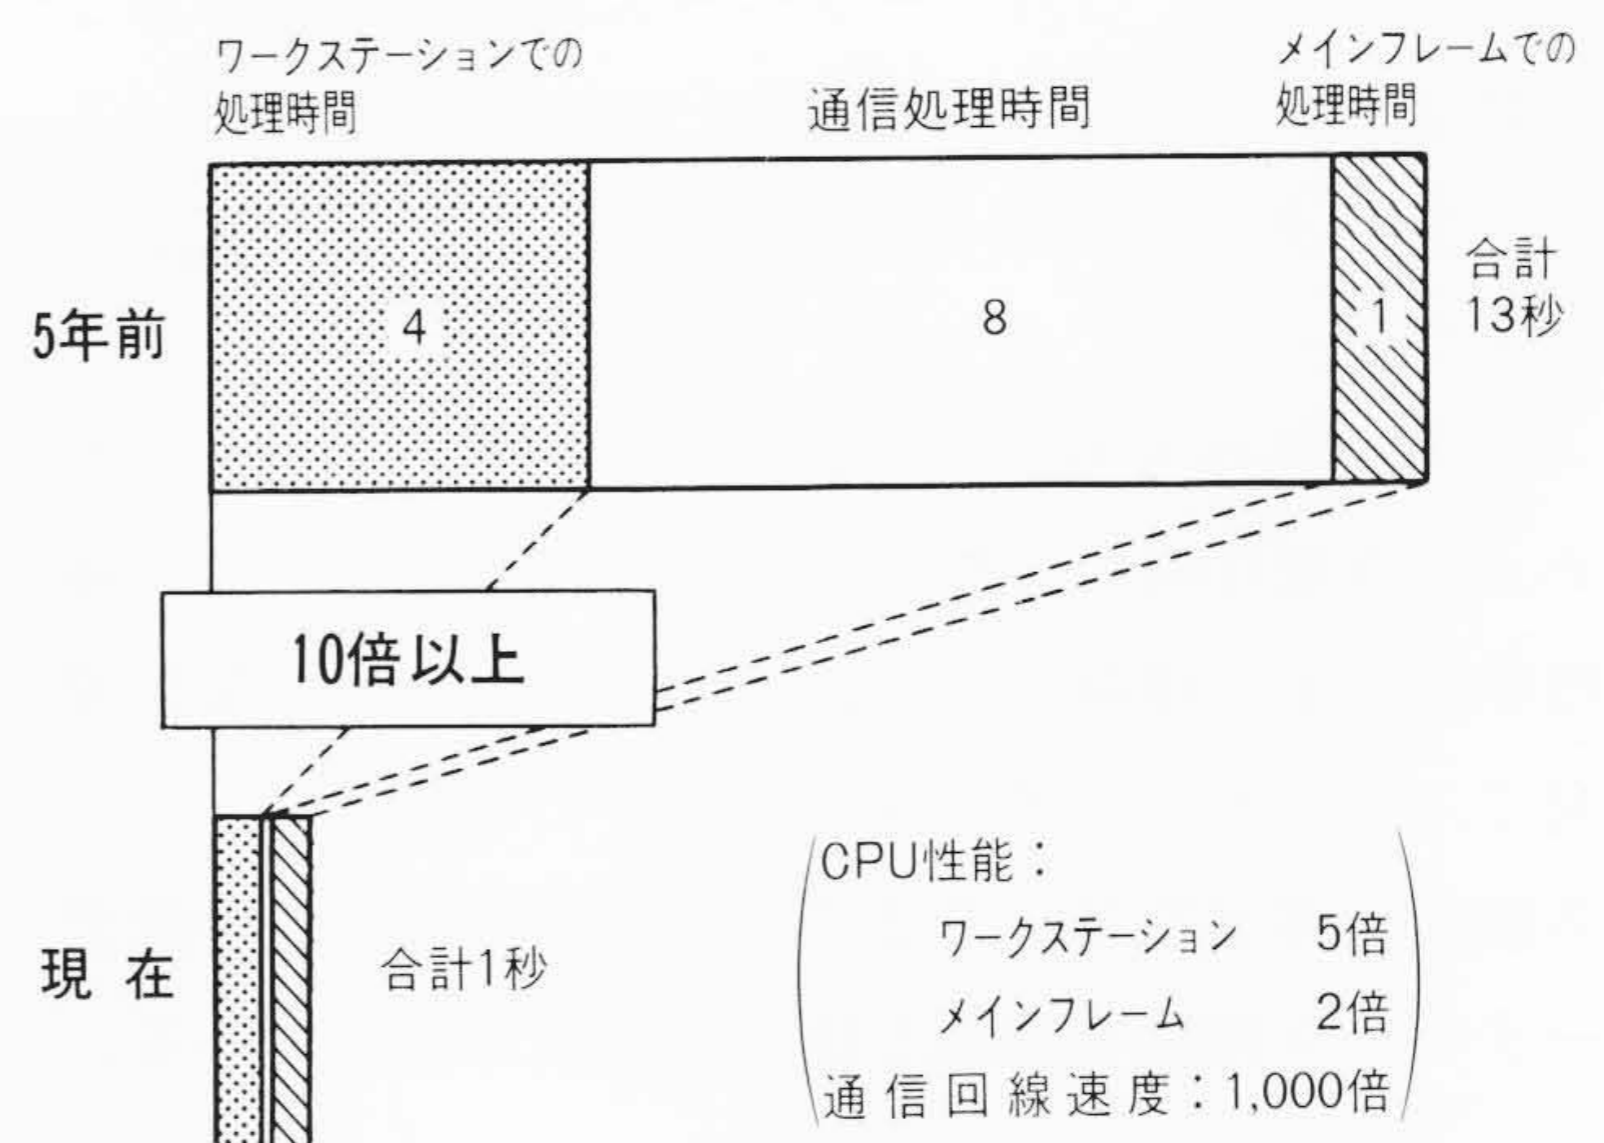 ワークステーションでの
処理時間
通信処理時間
メインフレームでの
処理時間
5年前
4
8
1
合計
13秒
10倍以上
現在
合計1秒
CPU性能：
ワークステーション 5倍
メインフレーム 2倍
通信回線速度：1,000倍